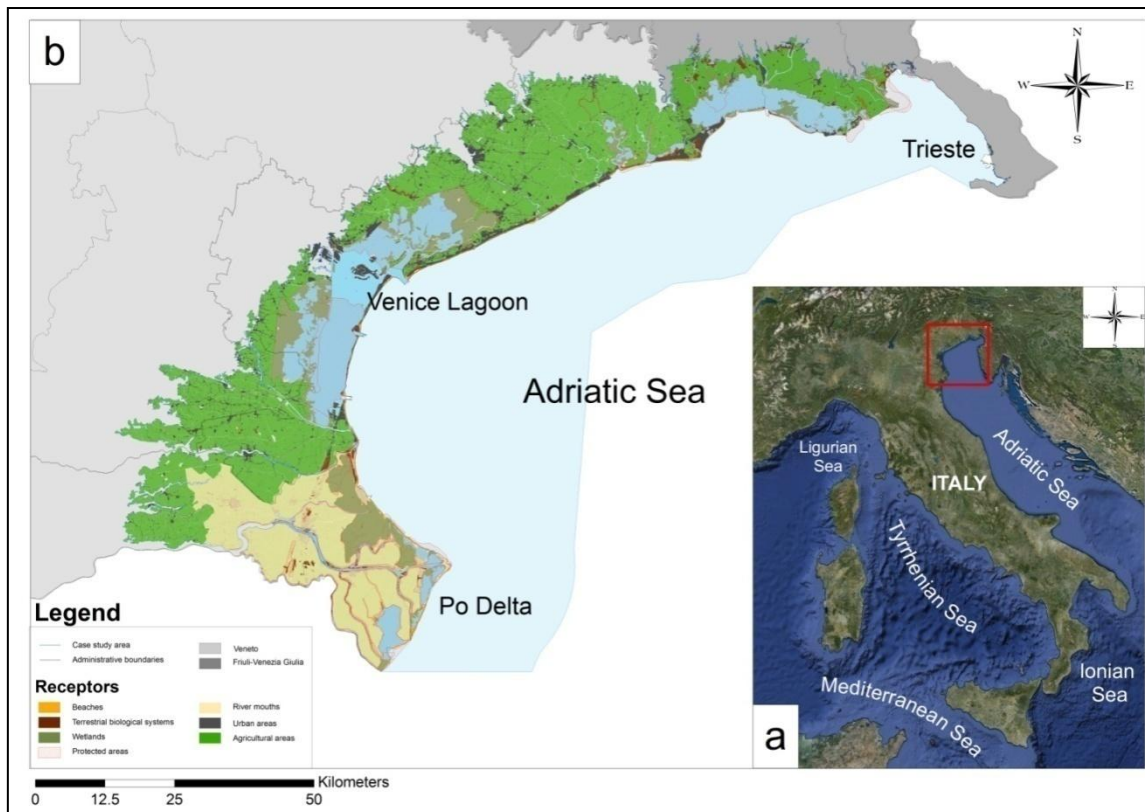 b
N
W E
S
Trieste
Venice Lagoon
Adriatic Sea
Po Delta
Legend
Case study area
Administrative boundaries
Veneto
Friuli-Venezia Giulia
Receptors
Beaches
Terrestrial biological systems
Wetlands
Protected areas
River mouths
Urban areas
Agricultural areas
Kilometers
0 12.5 25 50
N
W E
S
Ligurian
Sea
Adriatic Sea
ITALY
Tyrrhenian Sea
Ionian
Sea
Mediterranean Sea
a